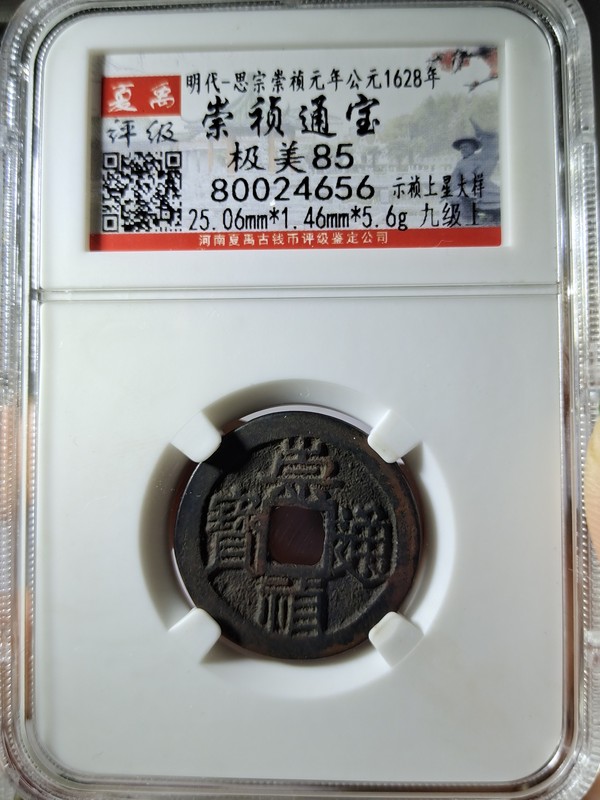 夏禹
评级
明代-思宗崇祯元年公元1628年
崇祯通宝
极美85
80024656 示祯上星大样
25.06mm*1.46mm*5.6g 九级上
河南夏禹古钱币评级鉴定公司
崇
寶 通
禎